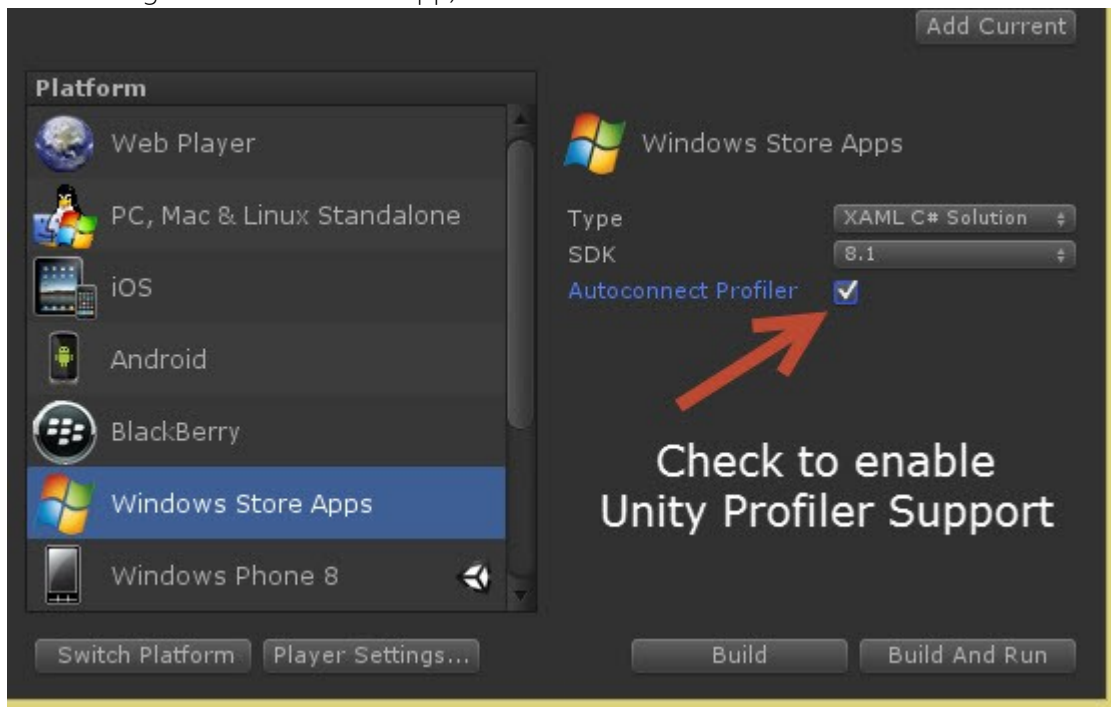 Add Current
Platform
Web Player
PC, Mac & Linux Standalone
iOS
Android
BlackBerry
Windows Store Apps
Windows Phone 8
Windows Store Apps
Type XAML C# Solution
SDK 8.1
Autoconnect Profiler
Check to enable
Unity Profiler Support
Switch Platform Player Settings... Build Build And Run